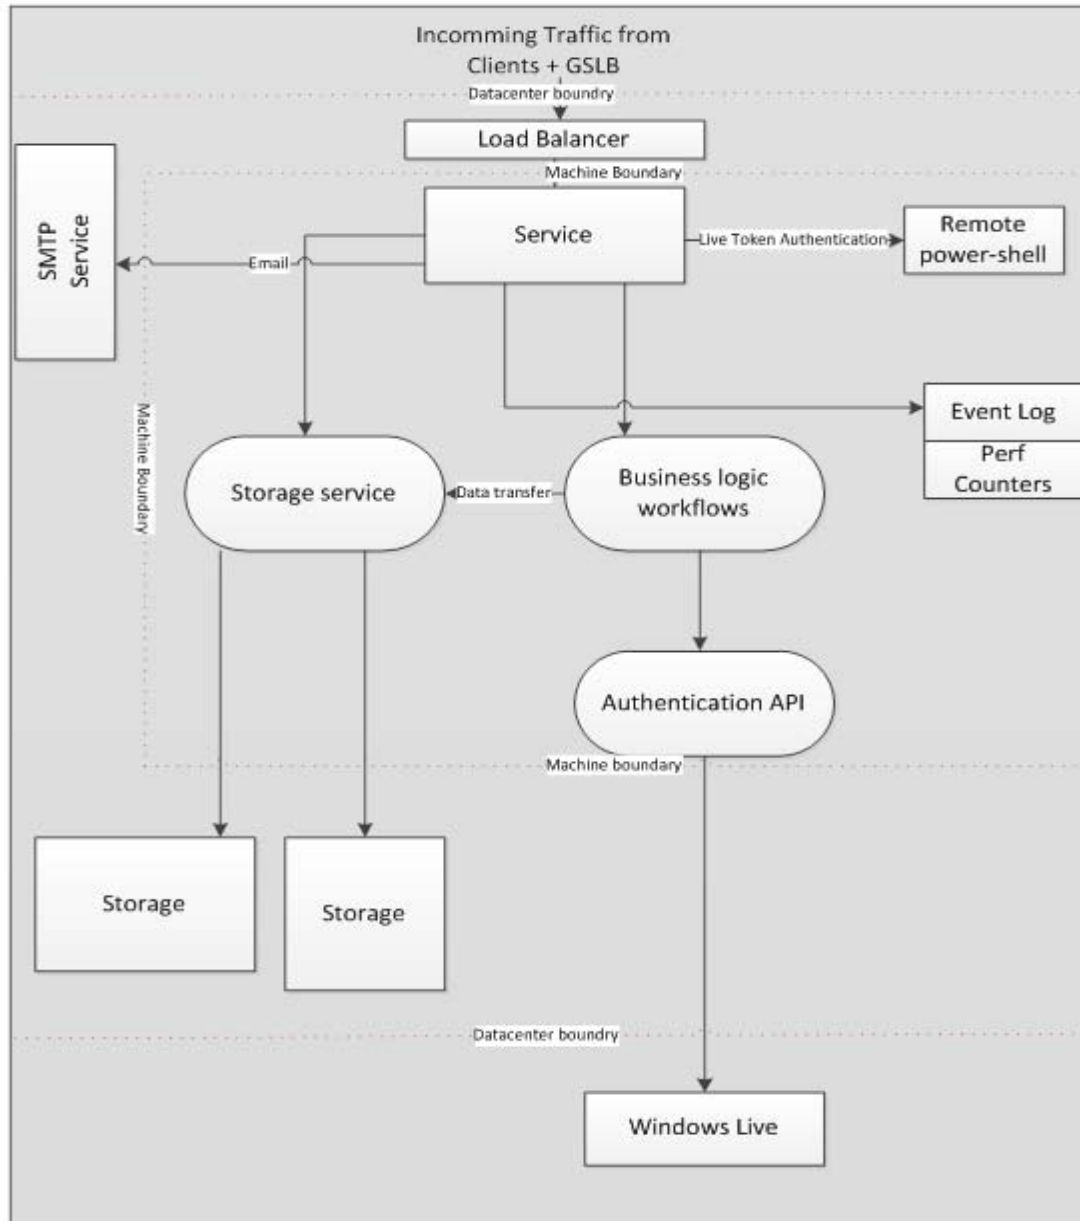 Incomming Traffic from
Clients + GSLB
Datacenter boundry
Load Balancer
Machine Boundary
SMTP
Service
Service
Live Token Authentication
Remote
power-shell
Email
Machine Boundary
Event Log
Perf
Counters
Storage service
Data transfer
Business logic
workflows
Authentication API
Machine boundary
Storage
Storage
Datacenter boundry
Windows Live